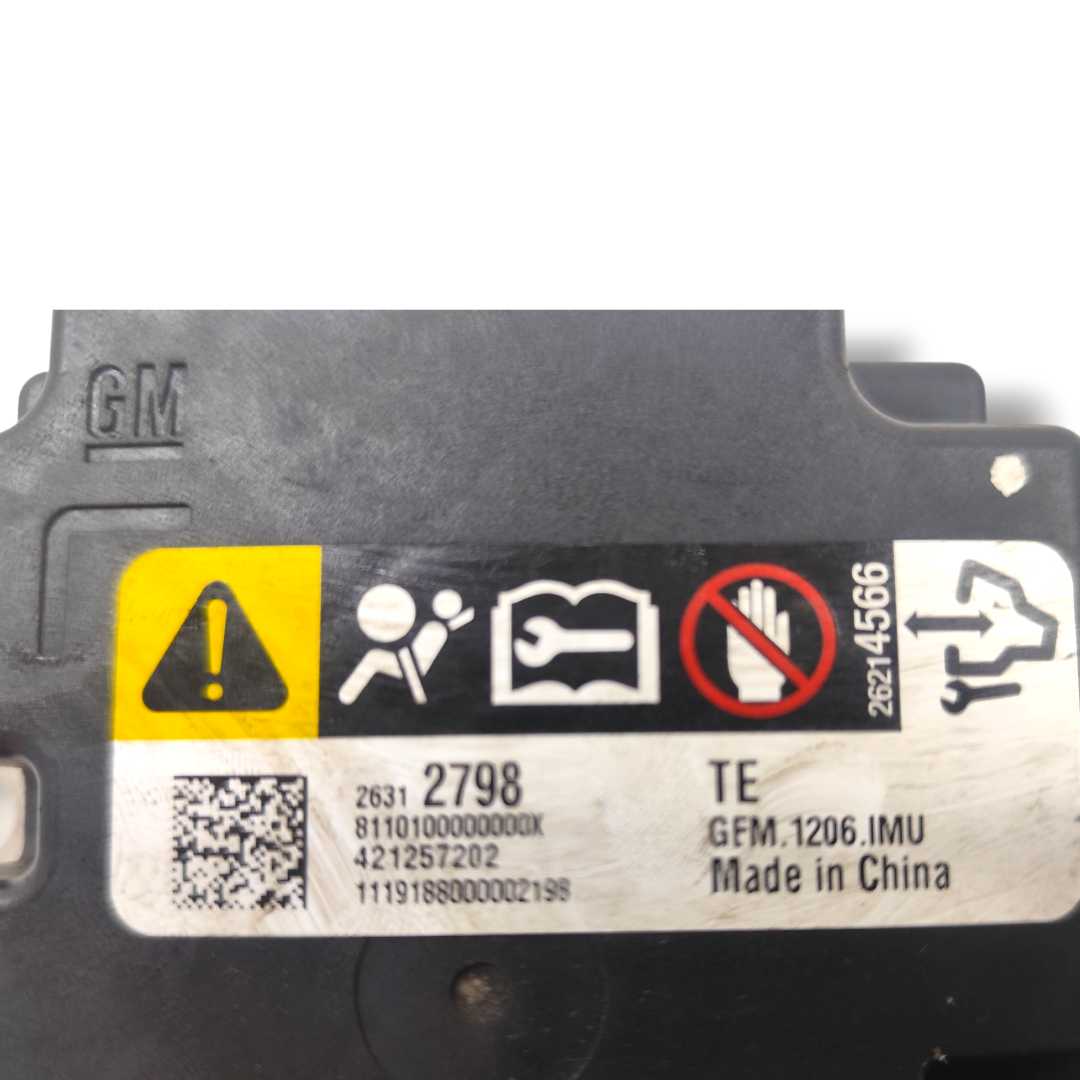 GM
26214566
2631 2798
8110100000000X
421257202
1119188000002198
TE
GFM.1206.IMU
Made in China